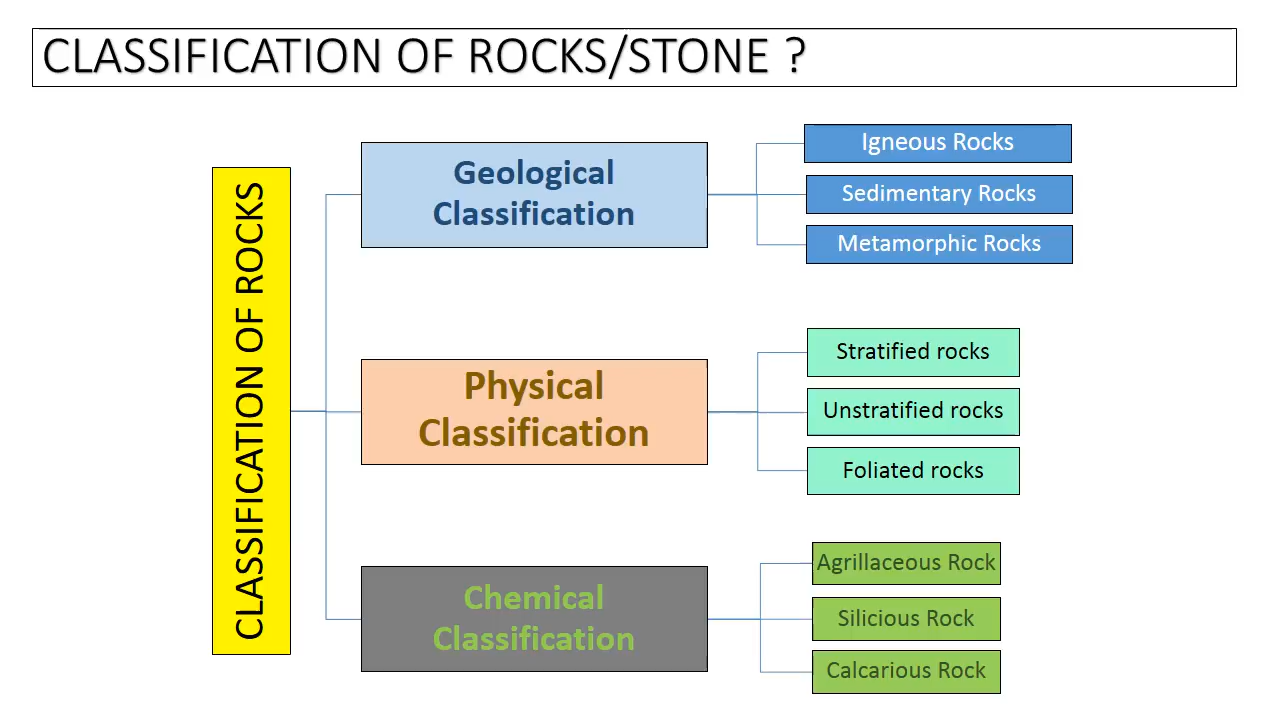 CLASSIFICATION OF ROCKS/STONE ?
CLASSIFICATION OF ROCKS
Geological
Classification
Igneous Rocks
Sedimentary Rocks
Metamorphic Rocks
Physical
Classification
Stratified rocks
Unstratified rocks
Foliated rocks
Chemical
Classification
Agrillaceous Rock
Silicious Rock
Calcarious Rock